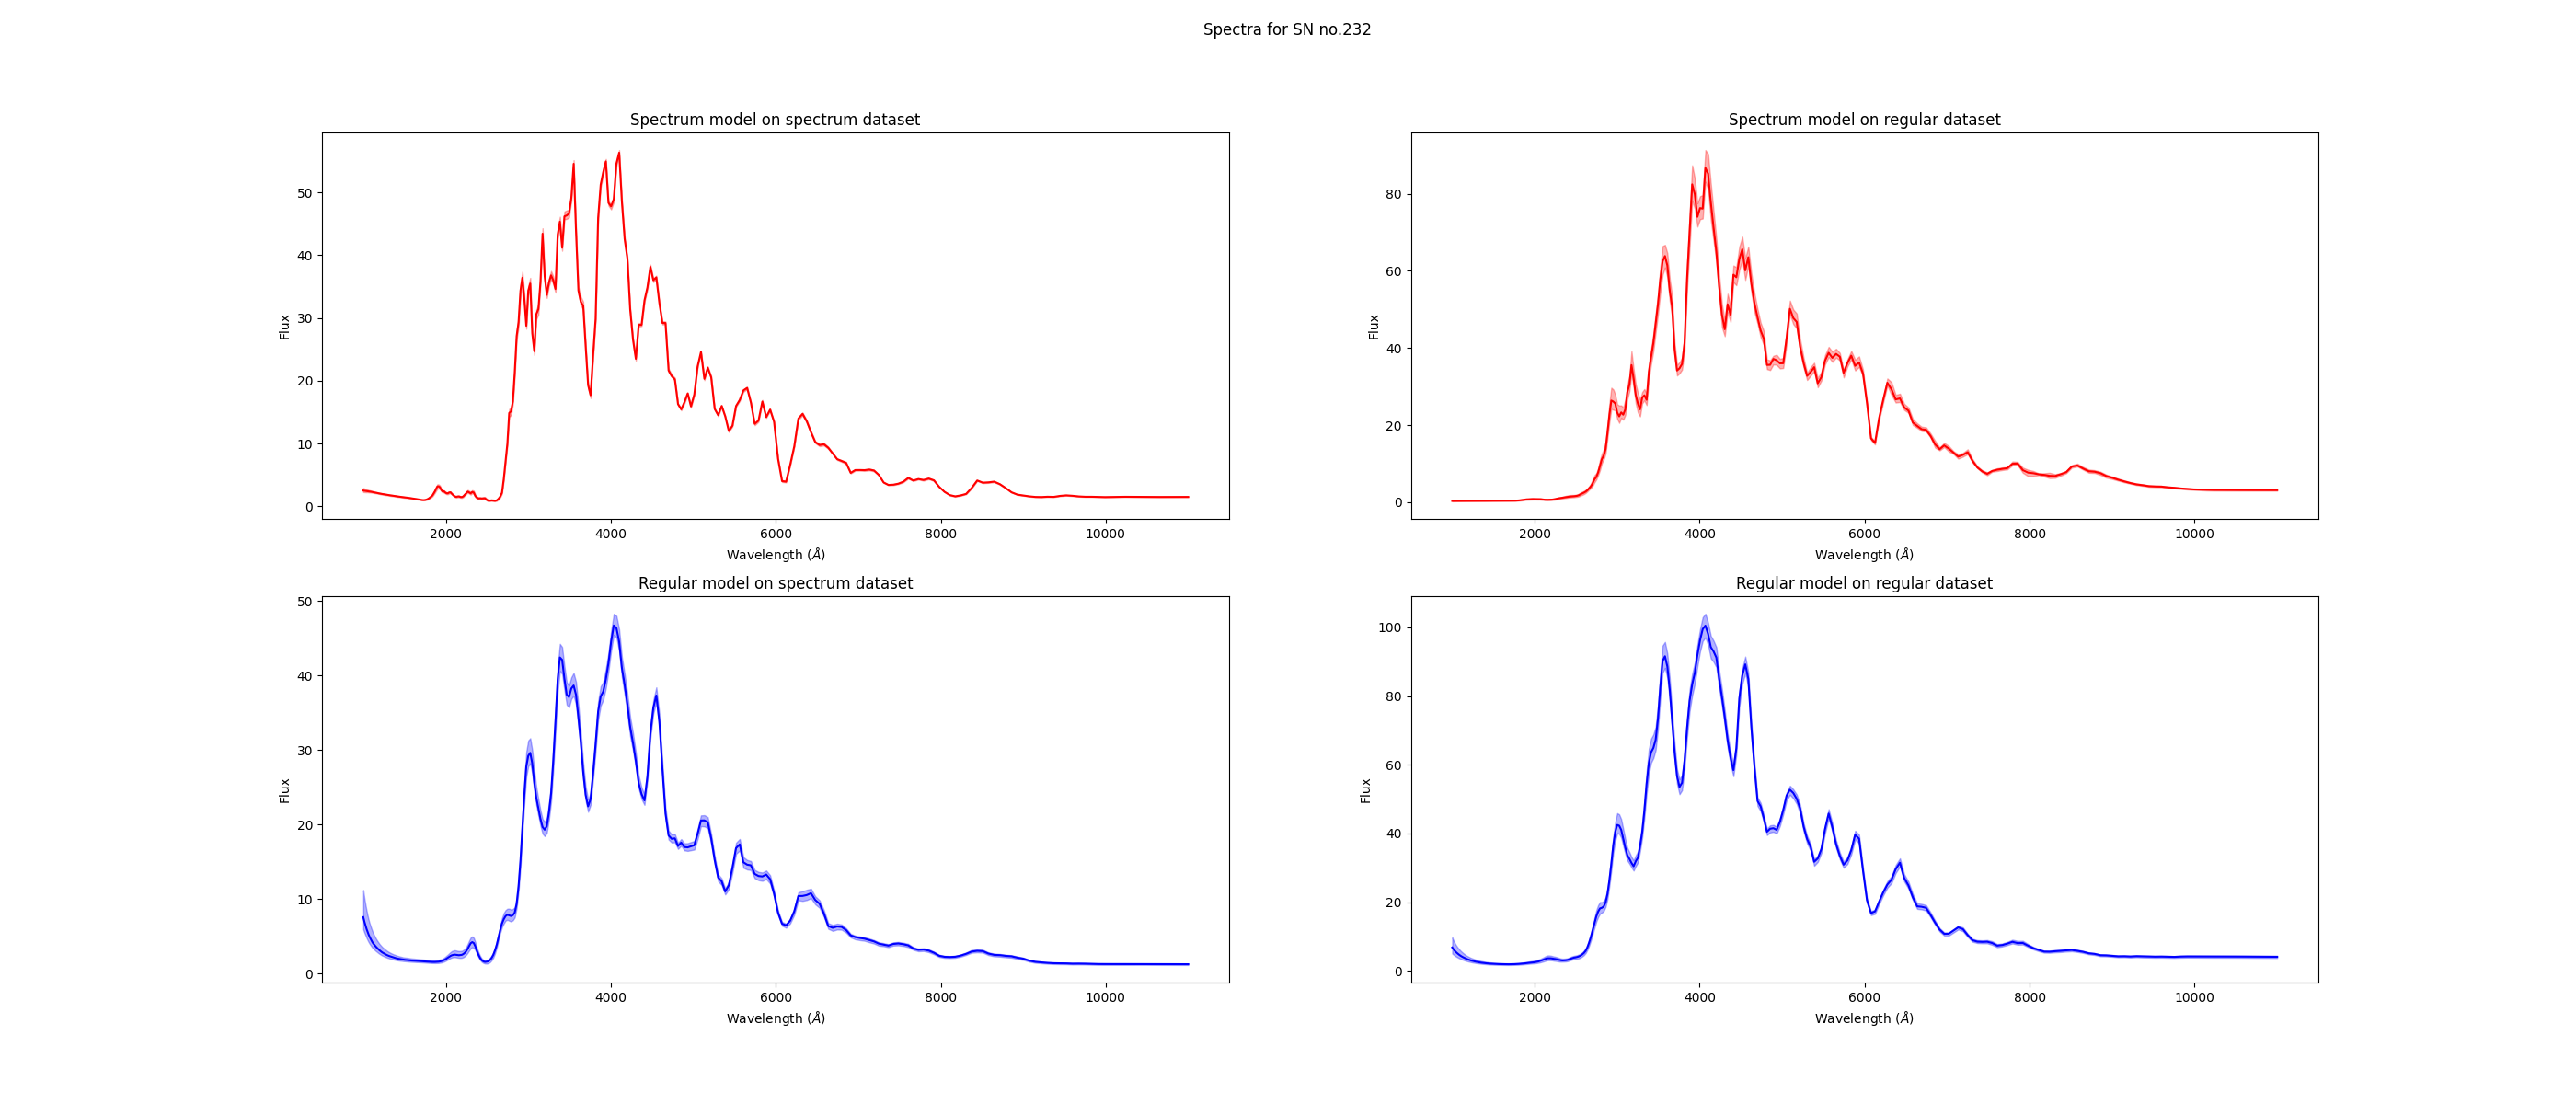 Spectra for SN no.232
Spectrum model on spectrum dataset
Flux
50
40
30
20
10
0
2000 4000 6000 8000 10000
Wavelength (Å)
Spectrum model on regular dataset
Flux
80
60
40
20
0
2000 4000 6000 8000 10000
Wavelength (Å)
Regular model on spectrum dataset
Flux
50
40
30
20
10
0
2000 4000 6000 8000 10000
Wavelength (Å)
Regular model on regular dataset
Flux
100
80
60
40
20
0
2000 4000 6000 8000 10000
Wavelength (Å)